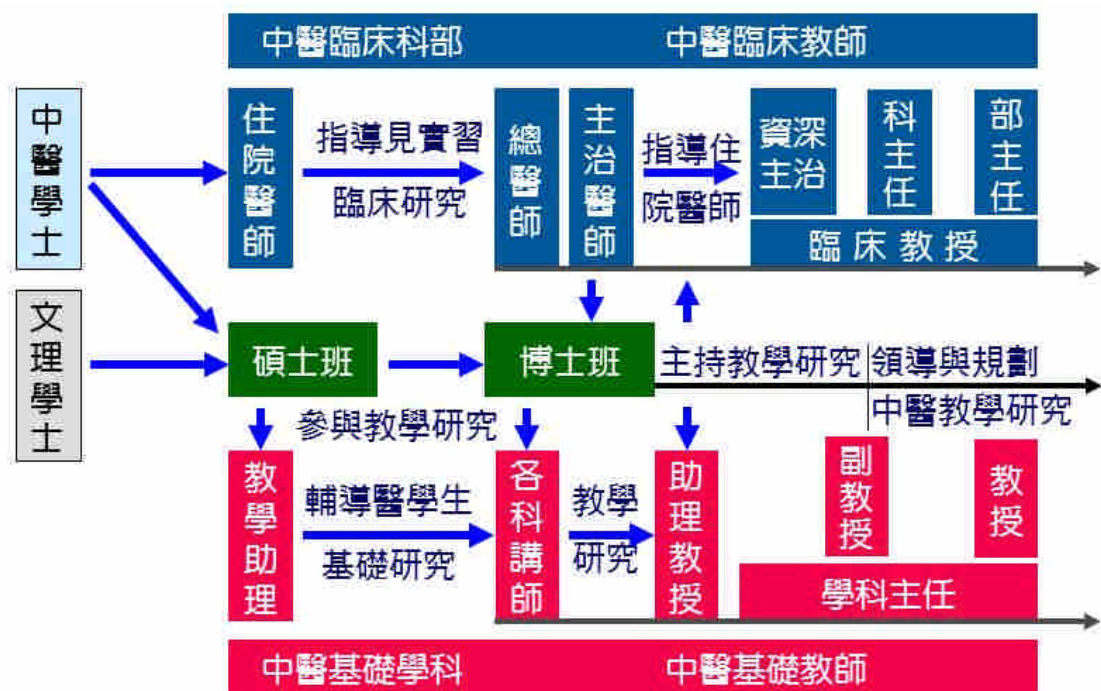 中醫臨床科部 中醫臨床教師
中醫學士
住院醫師
指導見實習
臨床研究
總醫師
主治醫師
指導住
院醫師
資深
主治
科主任
部主任
臨床教授
文理學士
碩士班
博士班
主持教學研究
領導與規劃
中醫教學研究
參與教學研究
教學助理
輔導醫學生
基礎研究
各科講師
教學
研究
助理教授
副教授
教授
學科主任
中醫基礎學科 中醫基礎教師